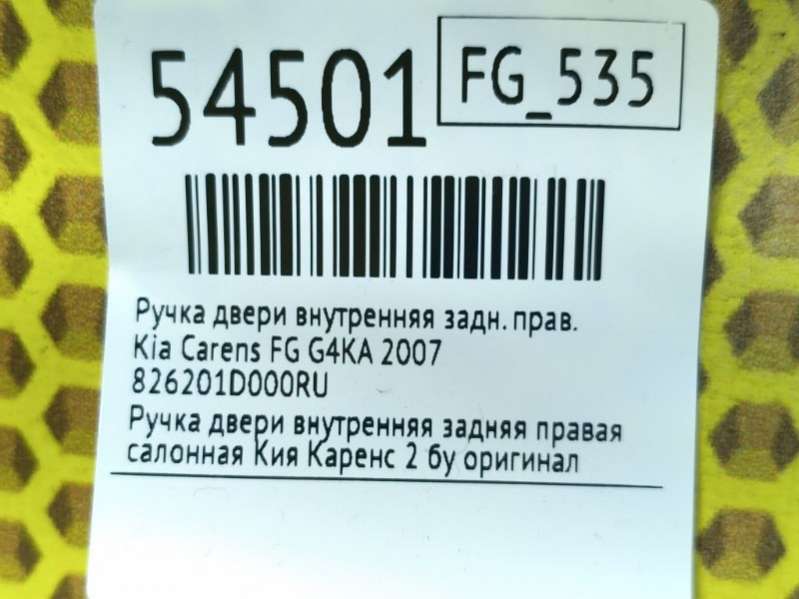 54501
FG_535
Ручка двери внутренняя задн. прав.
Kia Carens FG G4KA 2007
826201D000RU
Ручка двери внутренняя задняя правая
салонная Кия Каренс 2 бу оригинал